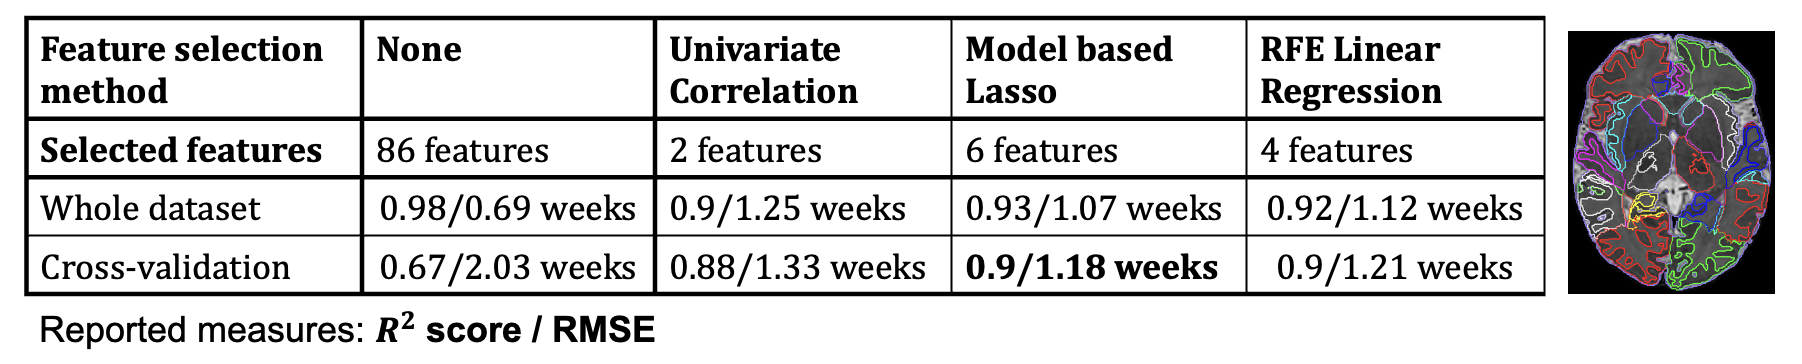 Feature selection method None Univariate Correlation Model based Lasso RFE Linear Regression
Selected features 86 features 2 features 6 features 4 features
Whole dataset 0.98/0.69 weeks 0.9/1.25 weeks 0.93/1.07 weeks 0.92/1.12 weeks
Cross-validation 0.67/2.03 weeks 0.88/1.33 weeks 0.9/1.18 weeks 0.9/1.21 weeks
Reported measures: R² score / RMSE